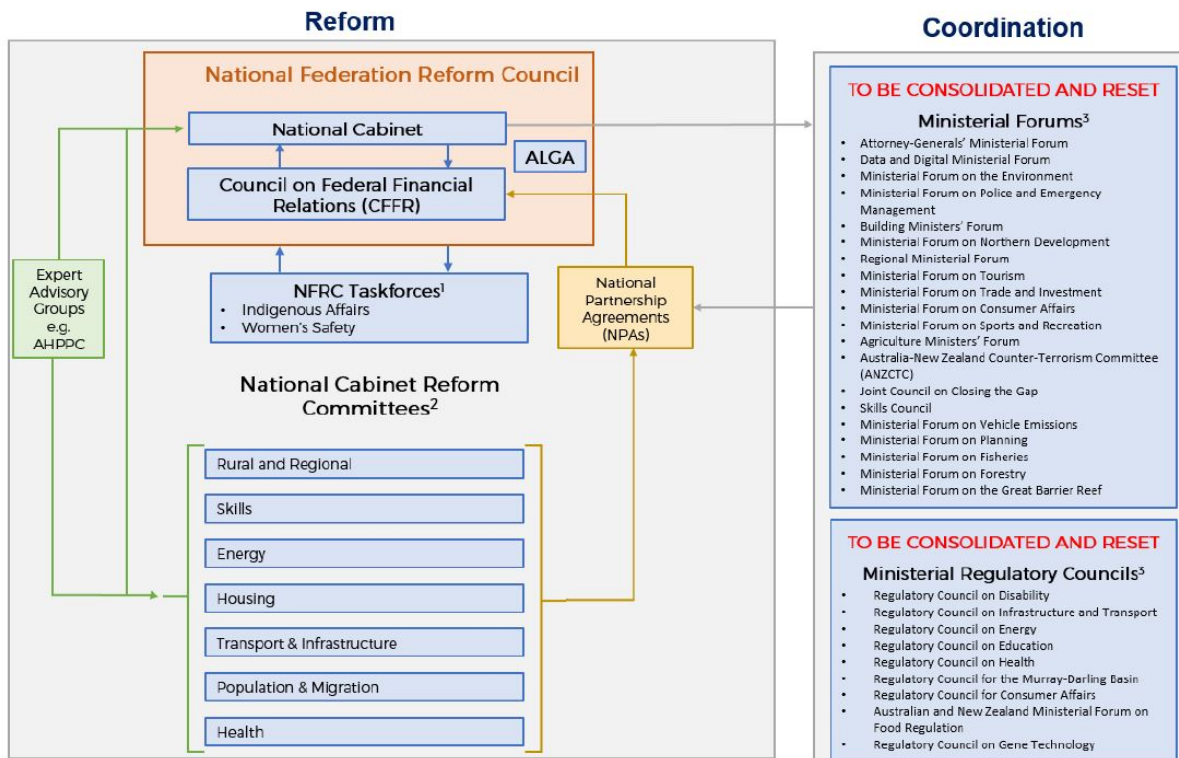 Reform
National Federation Reform Council
National Cabinet
ALGA
Council on Federal Financial
Relations (CFFR)
Expert
Advisory
Groups
e.g.
AHPPC
NFRC Taskforces¹
• Indigenous Affairs
• Women's Safety
National
Partnership
Agreements
(NPAs)
National Cabinet Reform
Committees²
Rural and Regional
Skills
Energy
Housing
Transport & Infrastructure
Population & Migration
Health
Coordination
TO BE CONSOLIDATED AND RESET
Ministerial Forums³
• Attorney-Generals' Ministerial Forum
• Data and Digital Ministerial Forum
• Ministerial Forum on the Environment
• Ministerial Forum on Police and Emergency
Management
• Building Ministers' Forum
• Ministerial Forum on Northern Development
• Regional Ministerial Forum
• Ministerial Forum on Tourism
• Ministerial Forum on Trade and Investment
• Ministerial Forum on Consumer Affairs
• Ministerial Forum on Sports and Recreation
• Agriculture Ministers' Forum
• Australia-New Zealand Counter-Terrorism Committee
(ANZCTC)
• Joint Council on Closing the Gap
• Skills Council
• Ministerial Forum on Vehicle Emissions
• Ministerial Forum on Planning
• Ministerial Forum on Fisheries
• Ministerial Forum on Forestry
• Ministerial Forum on the Great Barrier Reef
TO BE CONSOLIDATED AND RESET
Ministerial Regulatory Councils³
• Regulatory Council on Disability
• Regulatory Council on Infrastructure and Transport
• Regulatory Council on Energy
• Regulatory Council on Education
• Regulatory Council on Health
• Regulatory Council for the Murray-Darling Basin
• Regulatory Council for Consumer Affairs
• Australian and New Zealand Ministerial Forum on
Food Regulation
• Regulatory Council on Gene Technology